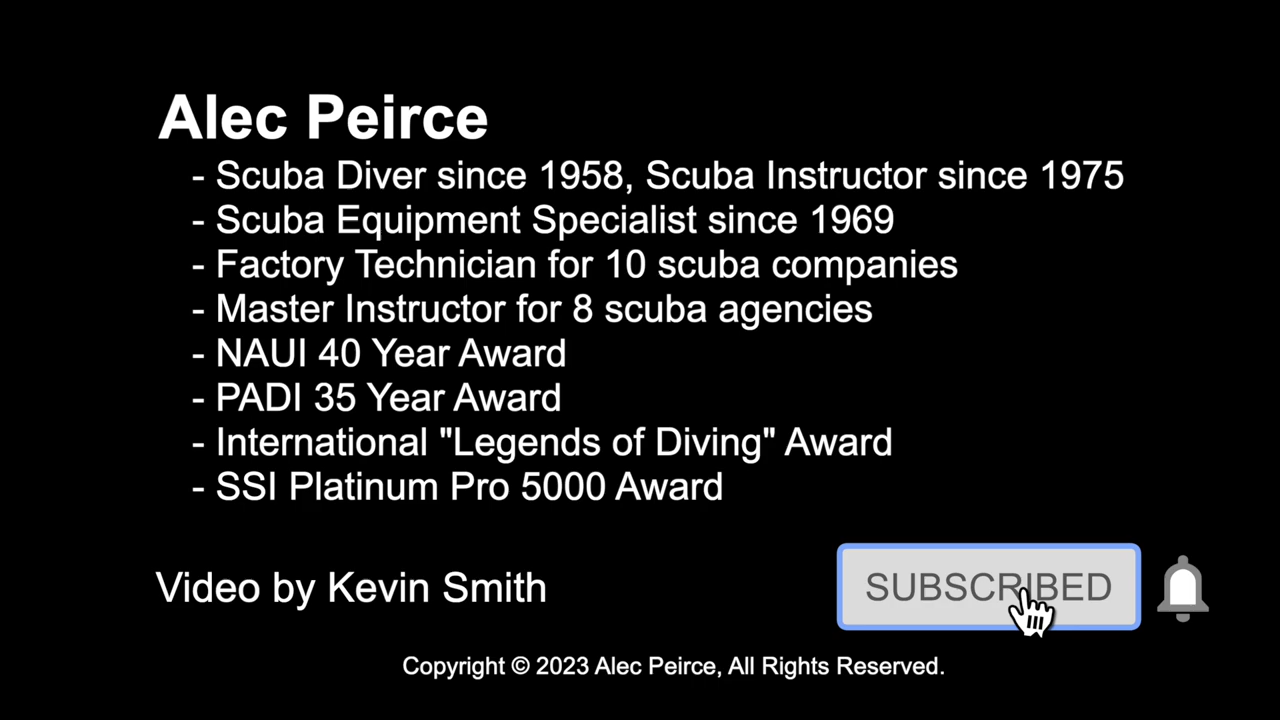 Alec Peirce
- Scuba Diver since 1958, Scuba Instructor since 1975
- Scuba Equipment Specialist since 1969
- Factory Technician for 10 scuba companies
- Master Instructor for 8 scuba agencies
- NAUI 40 Year Award
- PADI 35 Year Award
- International "Legends of Diving" Award
- SSI Platinum Pro 5000 Award
Video by Kevin Smith
SUBSCRIBED
Copyright © 2023 Alec Peirce, All Rights Reserved.